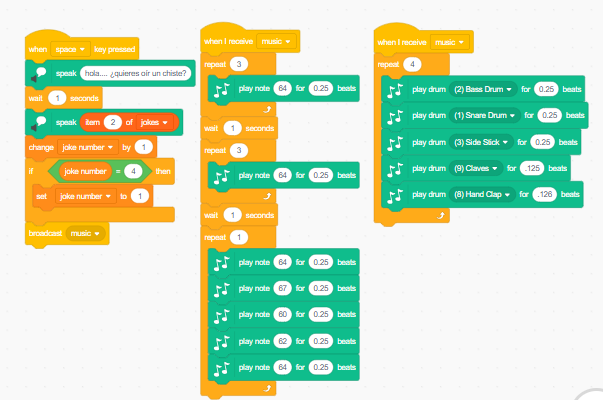 when space key pressed
speak hola.... ¿quieres oír un chiste?
wait 1 seconds
speak item 2 of jokes
change joke number by 1
if joke number = 4 then
set joke number to 1
broadcast music
when I receive music
repeat 3
play note 64 for 0.25 beats
wait 1 seconds
repeat 3
play note 64 for 0.25 beats
wait 1 seconds
repeat 1
play note 64 for 0.25 beats
play note 67 for 0.25 beats
play note 60 for 0.25 beats
play note 62 for 0.25 beats
play note 64 for 0.25 beats
when I receive music
repeat 4
play drum (2) Bass Drum for 0.25 beats
play drum (1) Snare Drum for 0.25 beats
play drum (3) Side Stick for 0.25 beats
play drum (9) Claves for .125 beats
play drum (8) Hand Clap for .126 beats